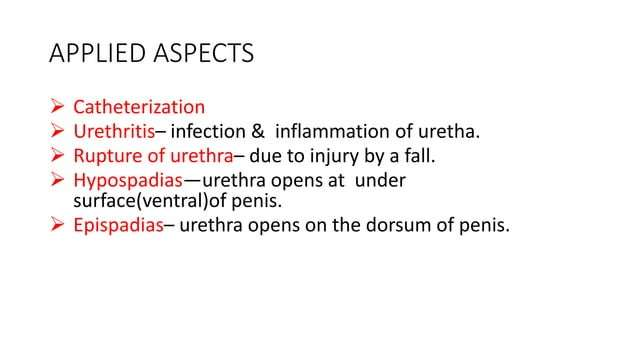 APPLIED ASPECTS
➢ Catheterization
➢ Urethritis– infection &  inflammation of uretha.
➢ Rupture of urethra– due to injury by a fall.
➢ Hypospadias—urethra opens at  under
surface(ventral)of penis.
➢ Epispadias– urethra opens on the dorsum of penis.